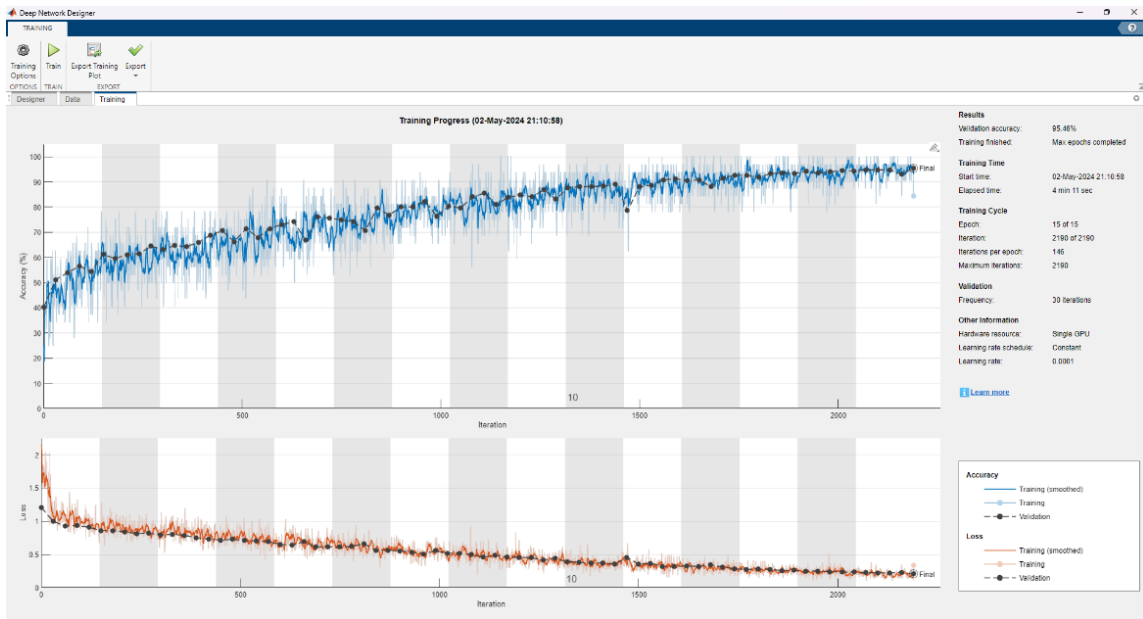 Deep Network Designer
TRAINING
Training Options
Train
Export Training Plot
Export
OPTIONS
TRAIN
EXPORT
Designer
Data
Training
Training Progress (02-May-2024 21:10:58)
100
90
80
70
60
50
40
30
20
10
0
Accuracy (%)
Final
10
0
500
1000
1500
2000
Iteration
2
1.5
1
0.5
0
Loss
Final
10
0
500
1000
1500
2000
Iteration
Results
Validation accuracy: 95.46%
Training finished: Max epochs completed
Training Time
Start time: 02-May-2024 21:10:58
Elapsed time: 4 min 11 sec
Training Cycle
Epoch: 15 of 15
Iteration: 2190 of 2190
Iterations per epoch: 146
Maximum iterations: 2190
Validation
Frequency: 30 iterations
Other Information
Hardware resource: Single GPU
Learning rate schedule: Constant
Learning rate: 0.0001
Learn more
Accuracy
Training (smoothed)
Training
Validation
Loss
Training (smoothed)
Training
Validation